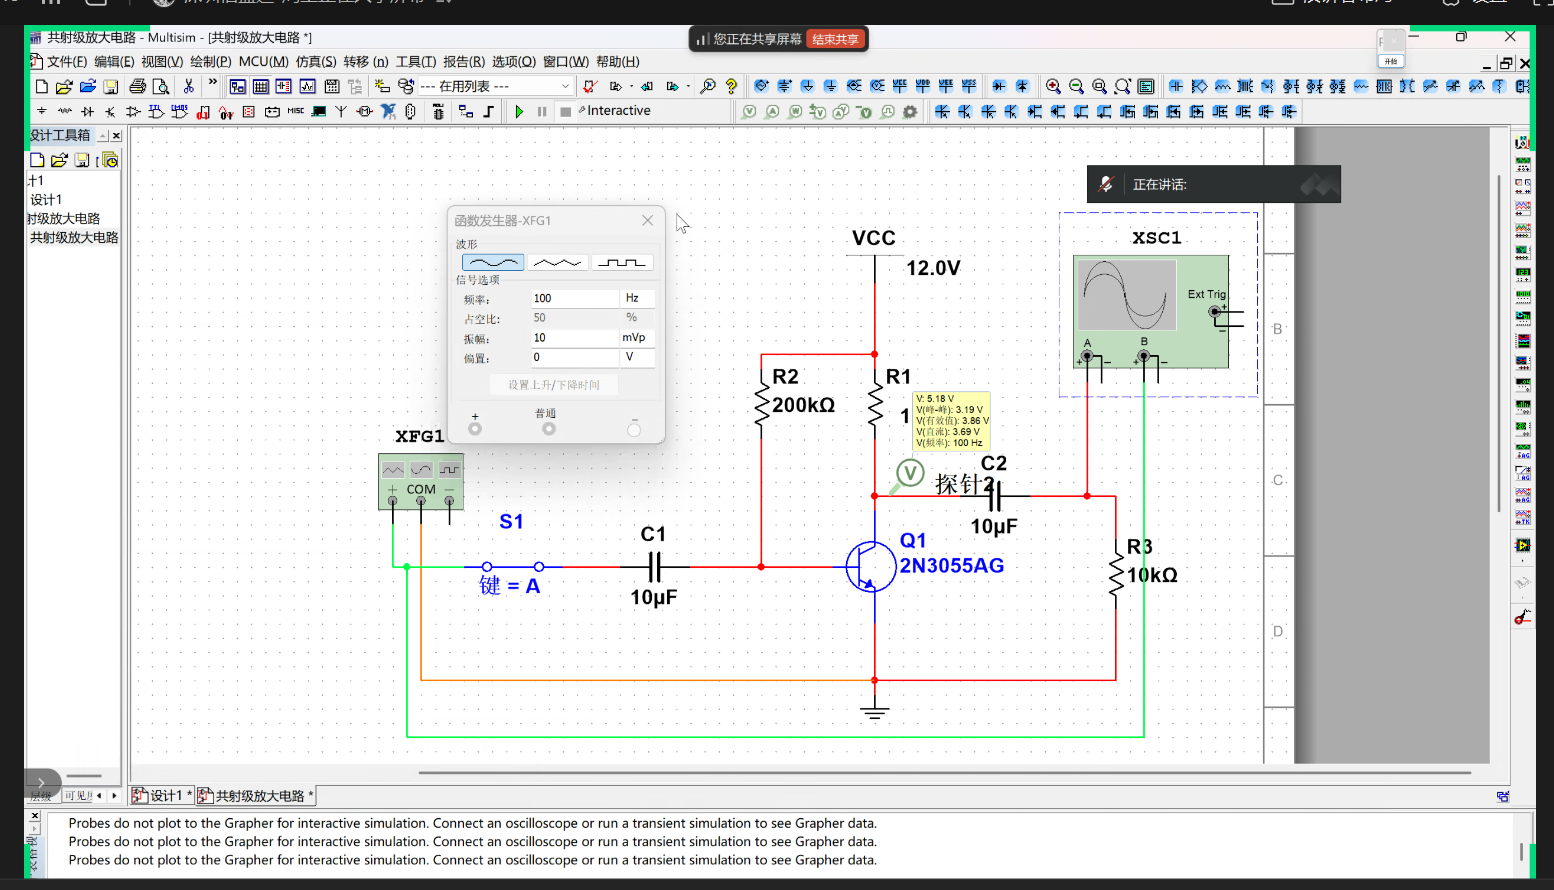 共射级放大电路 - Multisim - [共射级放大电路 *]
您正在共享屏幕 结束共享
开始
文件(F) 编辑(E) 视图(V) 绘制(P) MCU(M) 仿真(S) 转移 (n) 工具(T) 报告(R) 选项(O) 窗口(W) 帮助(H)
--- 在用列表 ---
MISC
Interactive
设计工具箱
计1
设计1
射级放大电路
共射级放大电路
正在讲话:
函数发生器-XFG1
波形
信号选项
频率: 100 Hz
占空比: 50 %
振幅: 10 mVp
偏置: 0 V
设置上升/下降时间
+ 普通 −
VCC
12.0V
XSC1
Ext Trig
+
−
A B
+ − + −
R2
200kΩ
R1
1
V: 5.18 V
V(峰-峰): 3.19 V
V(有效值): 3.86 V
V(直流): 3.69 V
V(频率): 100 Hz
V
探针2
C2
10μF
XFG1
+ COM −
S1
键 = A
C1
10μF
Q1
2N3055AG
R3
10kΩ
B
C
D
层级 可见
设计1 * 共射级放大电路 *
Probes do not plot to the Grapher for interactive simulation. Connect an oscilloscope or run a transient simulation to see Grapher data.
Probes do not plot to the Grapher for interactive simulation. Connect an oscilloscope or run a transient simulation to see Grapher data.
Probes do not plot to the Grapher for interactive simulation. Connect an oscilloscope or run a transient simulation to see Grapher data.